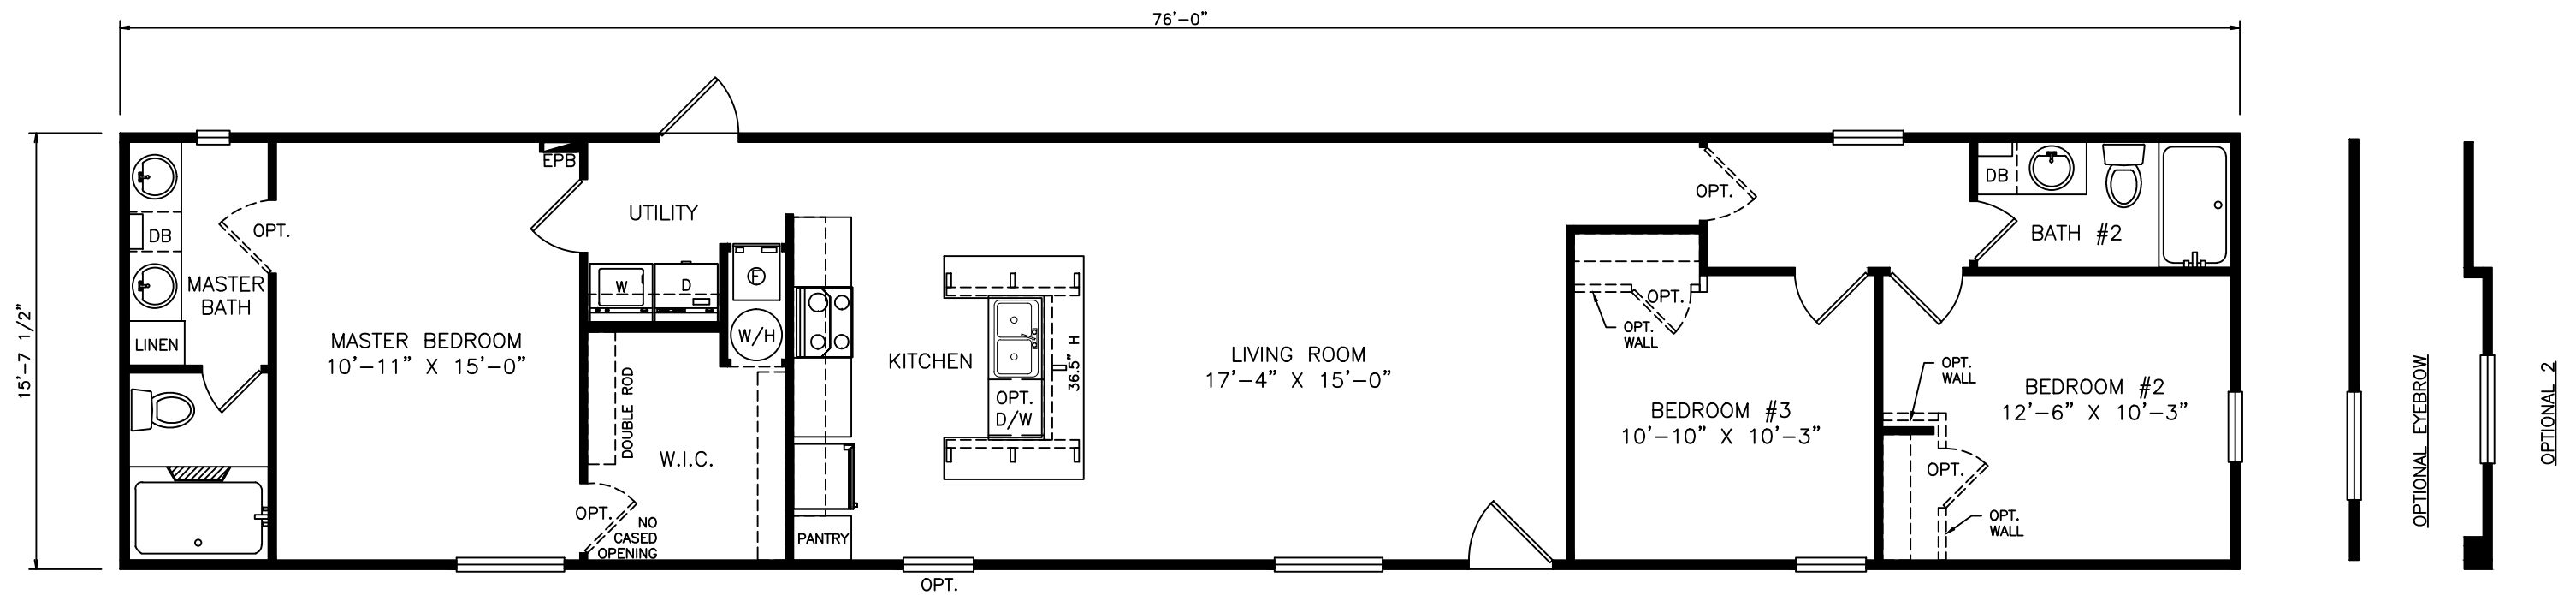 76'-0"
15'-7 1/2"
EPB
OPT.
DB
MASTER
BATH
LINEN
MASTER BEDROOM
10'-11" X 15'-0"
UTILITY
W
D
F
W/H
DOUBLE ROD
W.I.C.
OPT.
NO
CASED
OPENING
PANTRY
KITCHEN
OPT.
D/W
36.5" H
OPT.
LIVING ROOM
17'-4" X 15'-0"
OPT.
OPT.
OPT.
WALL
BEDROOM #3
10'-10" X 10'-3"
DB
BATH #2
OPT.
WALL
BEDROOM #2
12'-6" X 10'-3"
OPT.
OPT.
WALL
OPTIONAL EYEBROW
OPTIONAL 2